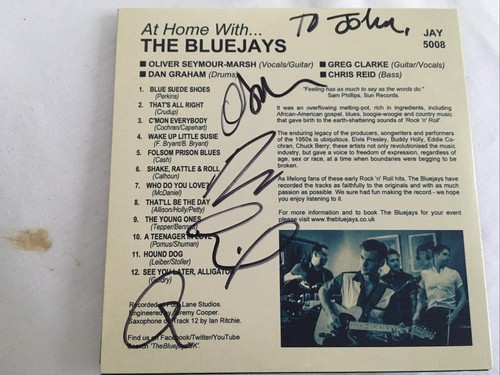 At Home With...
To John,
JAY
5008
THE BLUEJAYS
■ OLIVER SEYMOUR-MARSH (Vocals/Guitar) ■ GREG CLARKE (Guitar/Vocals)
■ DAN GRAHAM (Drums) ■ CHRIS REID (Bass)
1. BLUE SUEDE SHOES
(Perkins)
2. THAT'S ALL RIGHT
(Crudup)
3. C'MON EVERYBODY
(Cochran/Capehart)
4. WAKE UP LITTLE SUSIE
(F. Bryant/B. Bryant)
5. FOLSOM PRISON BLUES
(Cash)
6. SHAKE, RATTLE & ROLL
(Calhoun)
7. WHO DO YOU LOVE?
(McDaniel)
8. THAT'LL BE THE DAY
(Allison/Holly/Petty)
9. THE YOUNG ONES
(Tepper/Bennett)
10. A TEENAGER IN LOVE
(Pomus/Shuman)
11. HOUND DOG
(Leiber/Stoller)
12. SEE YOU LATER, ALLIGATOR
(Guidry)
Recorded on Lane Studios.
Engineered by Jeremy Cooper.
Saxophone on Track 12 by Ian Ritchie.
Find us on Facebook/Twitter/YouTube
Search 'TheBluejaysUK'.
"Feeling has as much to say as the words do."
Sam Phillips, Sun Records.
It was an overflowing melting-pot, rich in ingredients, including
African-American gospel, blues, boogie-woogie and country music
that gave birth to the earth-shattering sounds of 'Rock 'n' Roll'.
The enduring legacy of the producers, songwriters and performers
of the 1950s is ubiquitous. Elvis Presley, Buddy Holly, Eddie Co-
chran, Chuck Berry; these artists not only revolutionised the music
industry, but gave a voice to freedom of expression, regardless of
age, sex or race, at a time when boundaries were begging to be
broken.
As lifelong fans of these early Rock 'n' Roll hits, The Bluejays have
recorded the tracks as faithfully to the originals and with as much
passion as possible. We sure had fun making the record - we hope
you enjoy listening to it.
For more information and to book The Bluejays for your event
please visit www.thebluejays.co.uk